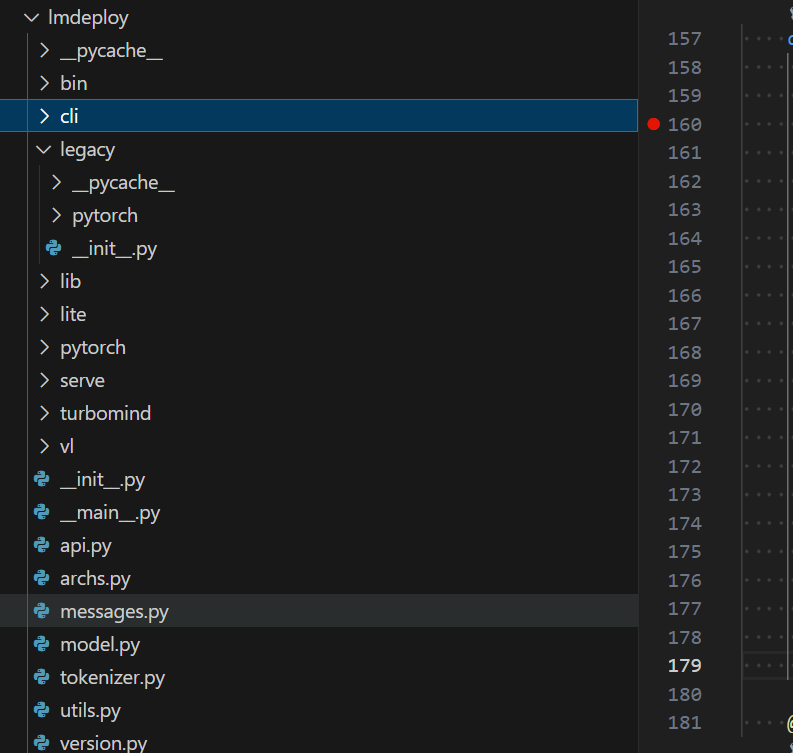 lmdeploy
__pycache__
bin
cli
legacy
__pycache__
pytorch
__init__.py
lib
lite
pytorch
serve
turbomind
vl
__init__.py
__main__.py
api.py
archs.py
messages.py
model.py
tokenizer.py
utils.py
version.py
157
158
159
160
161
162
163
164
165
166
167
168
169
170
171
172
173
174
175
176
177
178
179
180
181 @